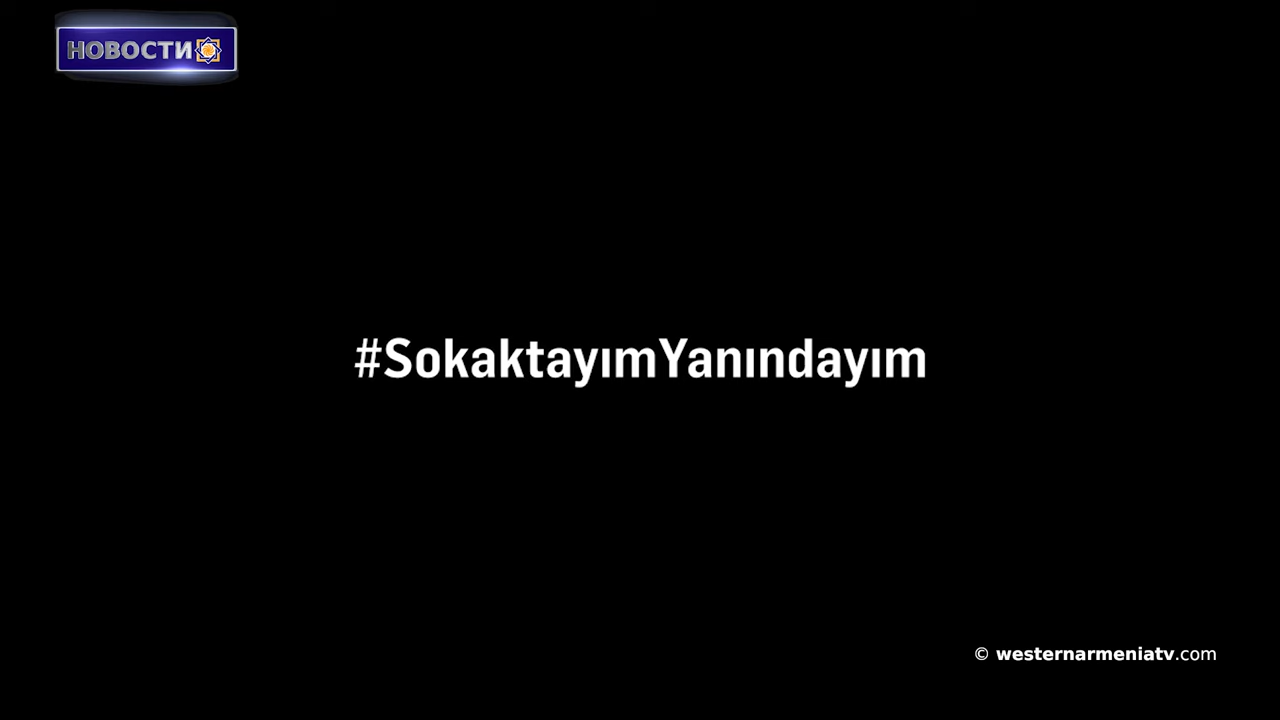 НОВОСТИ
#SokaktayımYanındayım
© westernarmeniatv.com